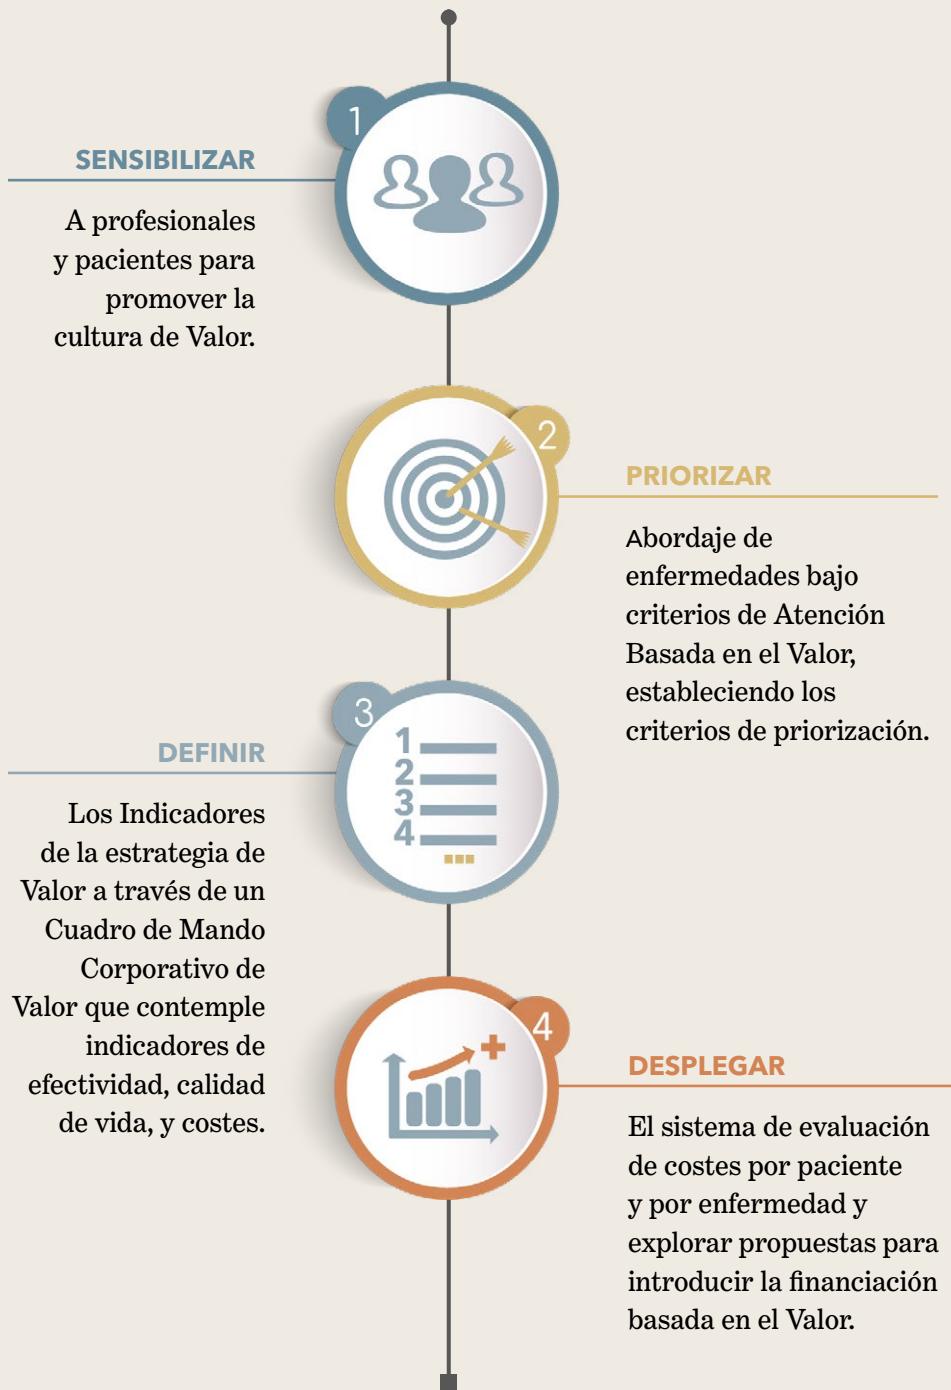 1
SENSIBILIZAR
A profesionales
y pacientes para
promover la
cultura de Valor.
2
PRIORIZAR
Abordaje de
enfermedades bajo
criterios de Atención
Basada en el Valor,
estableciendo los
criterios de priorización.
3
1
2
3
4
DEFINIR
Los Indicadores
de la estrategia de
Valor a través de un
Cuadro de Mando
Corporativo de
Valor que contemple
indicadores de
efectividad, calidad
de vida, y costes.
4
DESPLEGAR
El sistema de evaluación
de costes por paciente
y por enfermedad y
explorar propuestas para
introducir la financiación
basada en el Valor.